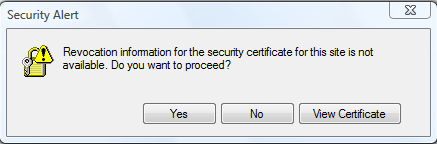 Security Alert
Revocation information for the security certificate for this site is not
available. Do you want to proceed?
Yes
No
View Certificate